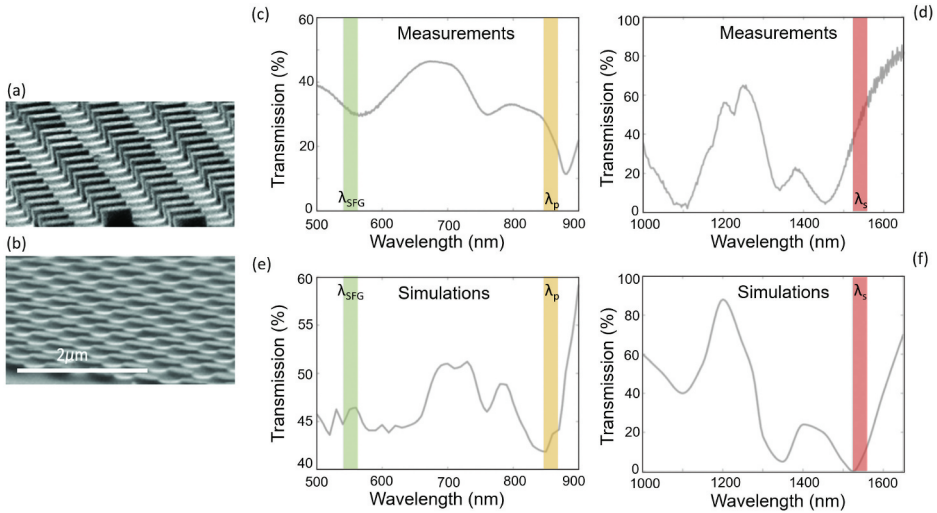 (a)
(b)
2μm
(c)
Measurements
Transmission (%)
60
40
20
0
λSFG
λp
500 600 700 800 900
Wavelength (nm)
(d)
Measurements
Transmission (%)
100
80
60
40
20
0
λs
1000 1200 1400 1600
Wavelength (nm)
(e)
Simulations
Transmission (%)
60
55
50
45
40
λSFG
λp
500 600 700 800 900
Wavelength (nm)
(f)
Simulations
Transmission (%)
100
80
60
40
20
0
λs
1000 1200 1400 1600
Wavelength (nm)